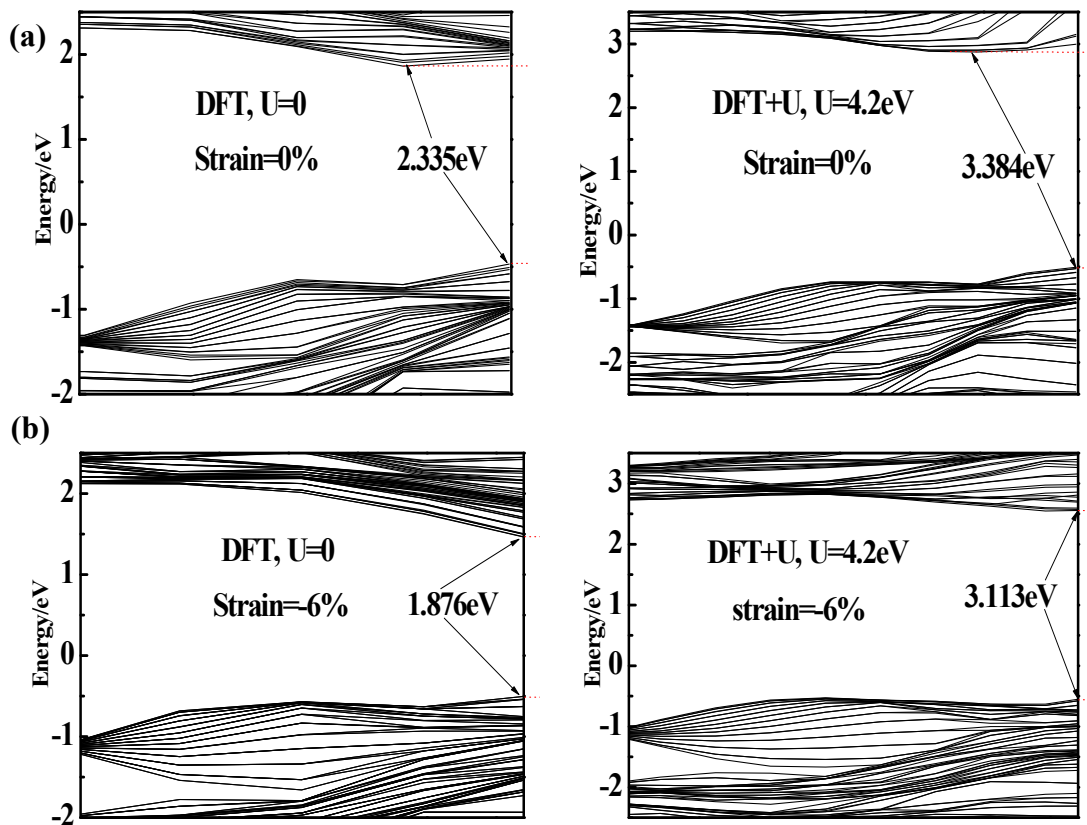 (a)
Energy/eV
2
1
0
-1
-2
DFT, U=0
Strain=0%
2.335eV
Energy/eV
3
2
1
0
-1
-2
DFT+U, U=4.2eV
Strain=0%
3.384eV
(b)
Energy/eV
2
1
0
-1
-2
DFT, U=0
Strain=-6%
1.876eV
Energy/eV
3
2
1
0
-1
-2
DFT+U, U=4.2eV
strain=-6%
3.113eV